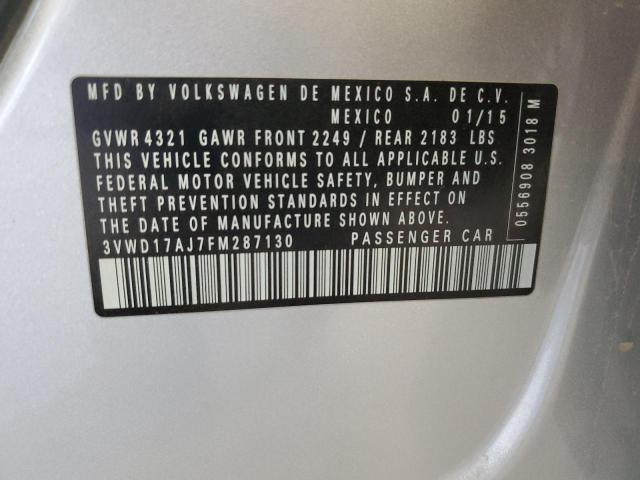 MFD BY VOLKSWAGEN DE MEXICO S.A. DE C.V.
MEXICO 01/15
GVWR 4321 GAWR FRONT 2249 / REAR 2183 LBS
THIS VEHICLE CONFORMS TO ALL APPLICABLE U.S.
FEDERAL MOTOR VEHICLE SAFETY, BUMPER AND
THEFT PREVENTION STANDARDS IN EFFECT ON
THE DATE OF MANUFACTURE SHOWN ABOVE.
3VWD17AJ7FM287130 PASSENGER CAR
0556908 3018 M